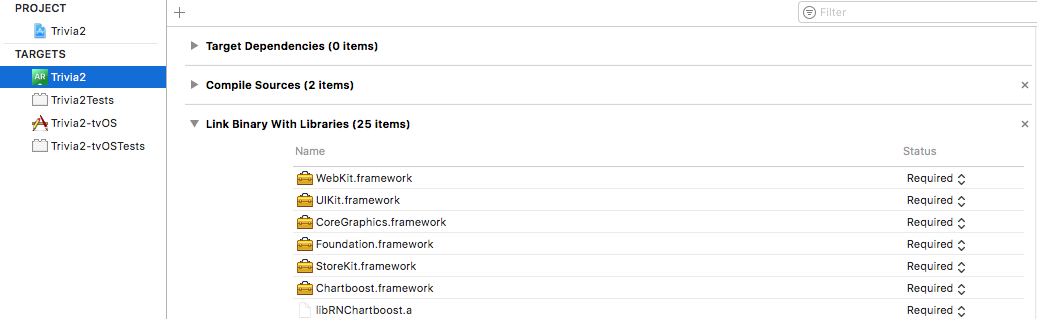 PROJECT
Trivia2
TARGETS
AR Trivia2
Trivia2Tests
Trivia2-tvOS
Trivia2-tvOSTests
+ Filter
Target Dependencies (0 items)
Compile Sources (2 items) ×
Link Binary With Libraries (25 items) ×
Name Status
WebKit.framework Required
UIKit.framework Required
CoreGraphics.framework Required
Foundation.framework Required
StoreKit.framework Required
Chartboost.framework Required
libRNChartboost.a Required